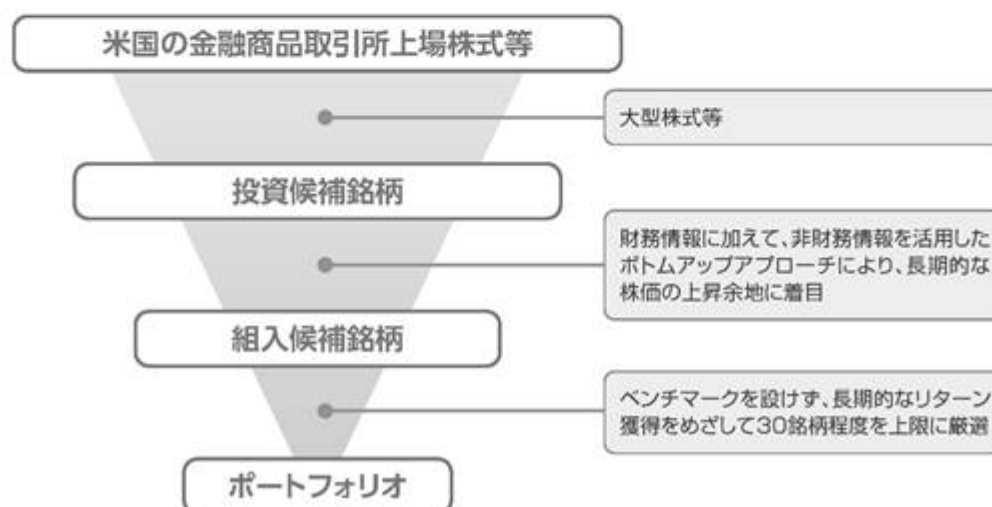 米国の金融商品取引所上場株式等
大型株式等
投資候補銘柄
財務情報に加えて、非財務情報を活用した
ボトムアップアプローチにより、長期的な
株価の上昇余地に着目
組入候補銘柄
ベンチマークを設けず、長期的なリターン
獲得をめざして30銘柄程度を上限に厳選
ポートフォリオ